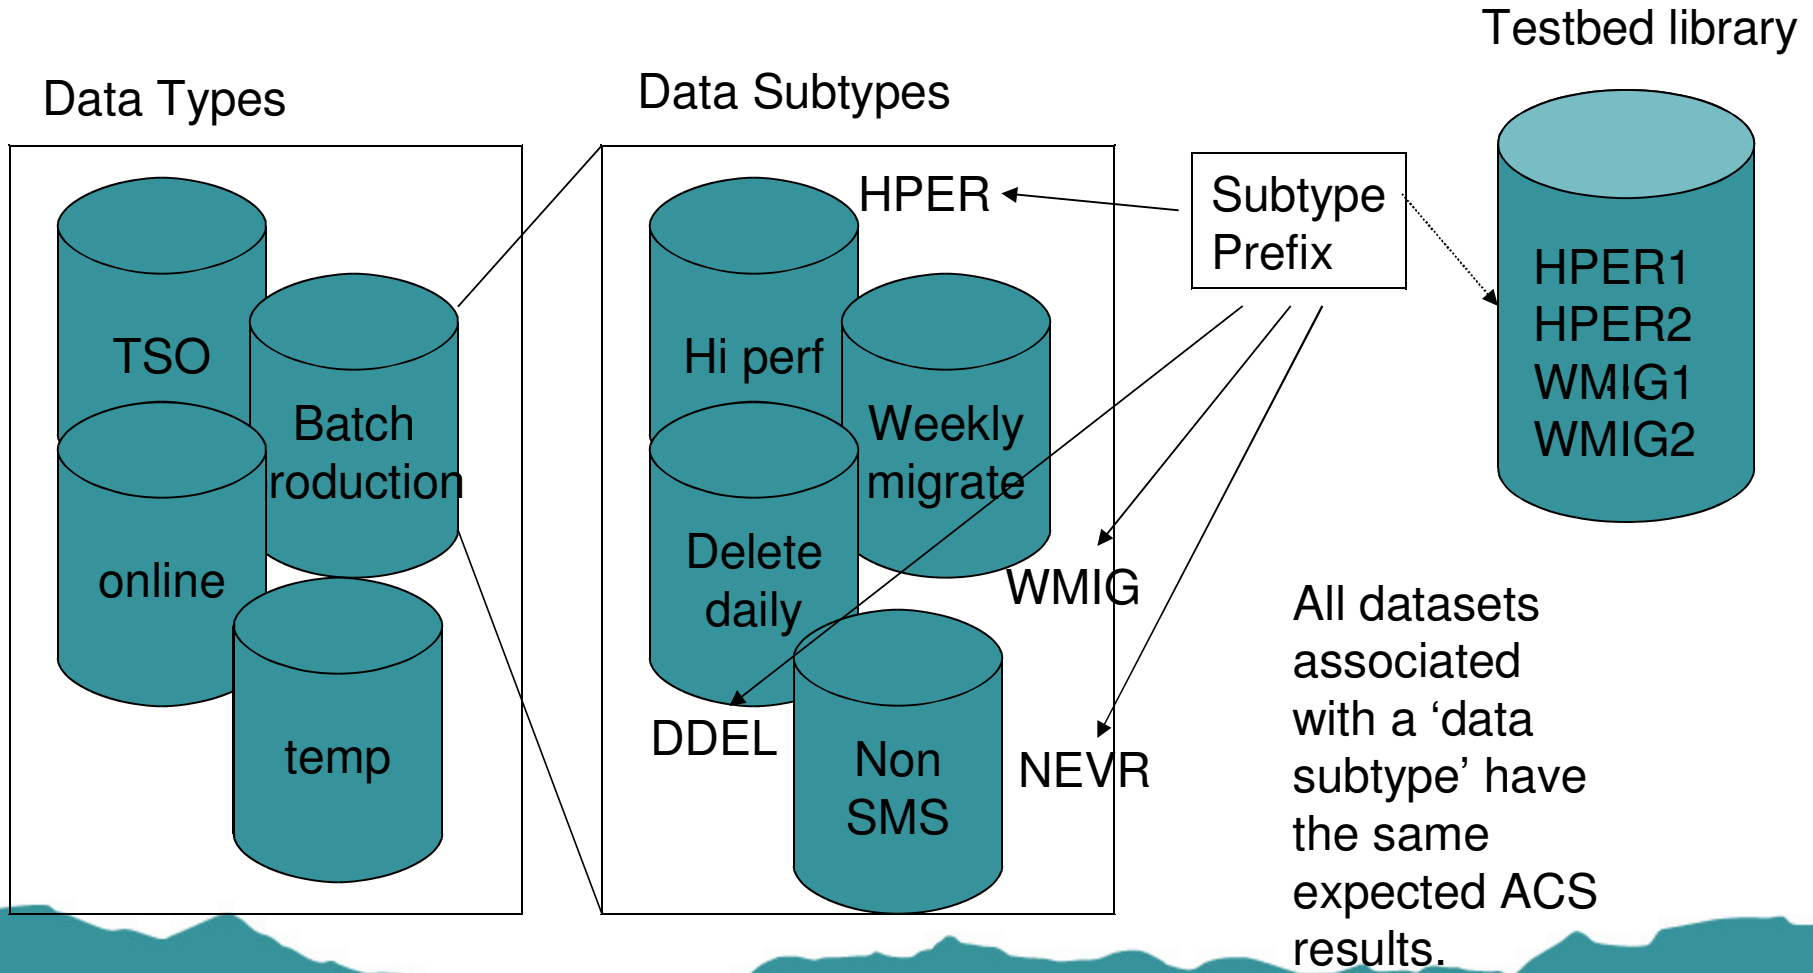 Testbed library
Data Types
Data Subtypes
TSO
Batch
roduction
online
temp
HPER
Hi perf
Weekly
migrate
Delete
daily
WMIG
DDEL
Non
SMS
NEVR
Subtype
Prefix
HPER1
HPER2
WMIG1
...
WMIG2
All datasets
associated
with a ‘data
subtype’ have
the same
expected ACS
results.